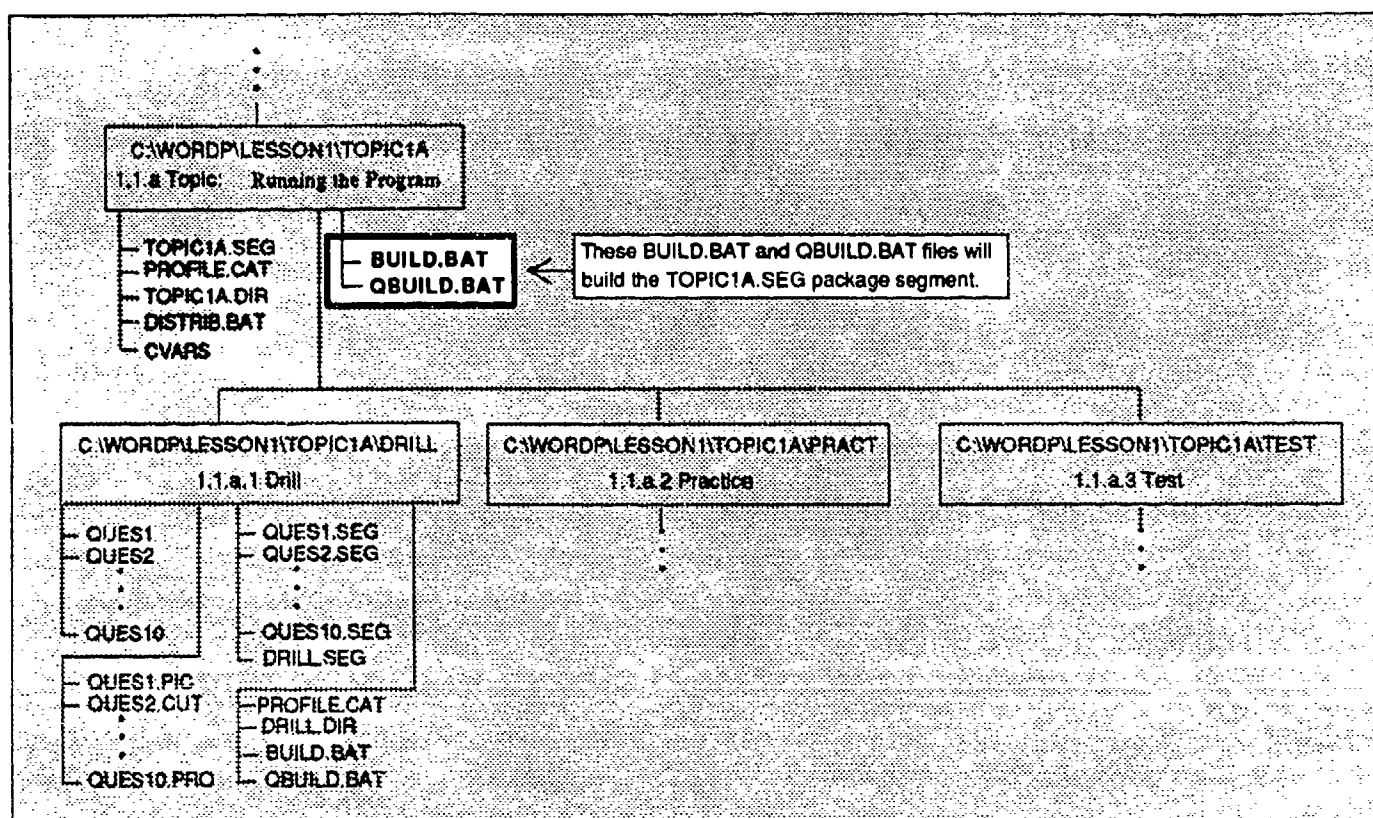 C:\WORDP\LESSON1\TOPIC1A
1.1.a Topic: Running the Program
TOPIC1A.SEG
PROFILE.CAT
TOPIC1A.DIR
DISTRIB.BAT
CVARS
BUILD.BAT
QBUILD.BAT
These BUILD.BAT and QBUILD.BAT files will
build the TOPIC1A.SEG package segment.
C:\WORDP\LESSON1\TOPIC1A\DRILL
1.1.a.1 Drill
C:\WORDP\LESSON1\TOPIC1A\PRACT
1.1.a.2 Practice
C:\WORDP\LESSON1\TOPIC1A\TEST
1.1.a.3 Test
QUES1
QUES2
QUES10
QUES1.SEG
QUES2.SEG
QUES10.SEG
DRILL.SEG
QUES1.PIC
QUES2.CUT
QUES10.PRO
PROFILE.CAT
DRILL.DIR
BUILD.BAT
QBUILD.BAT